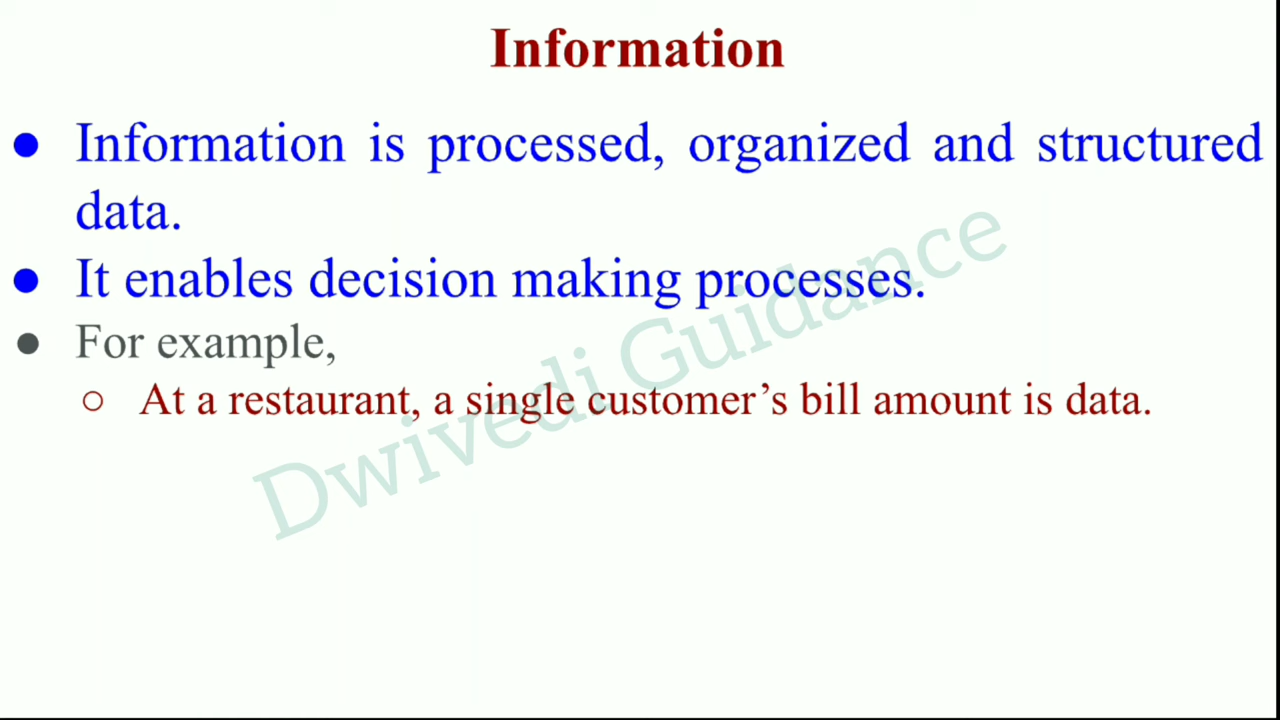 Information
● Information is processed, organized and structured
data.
● It enables decision making processes.
● For example,
○ At a restaurant, a single customer’s bill amount is data.
Dwivedi Guidance